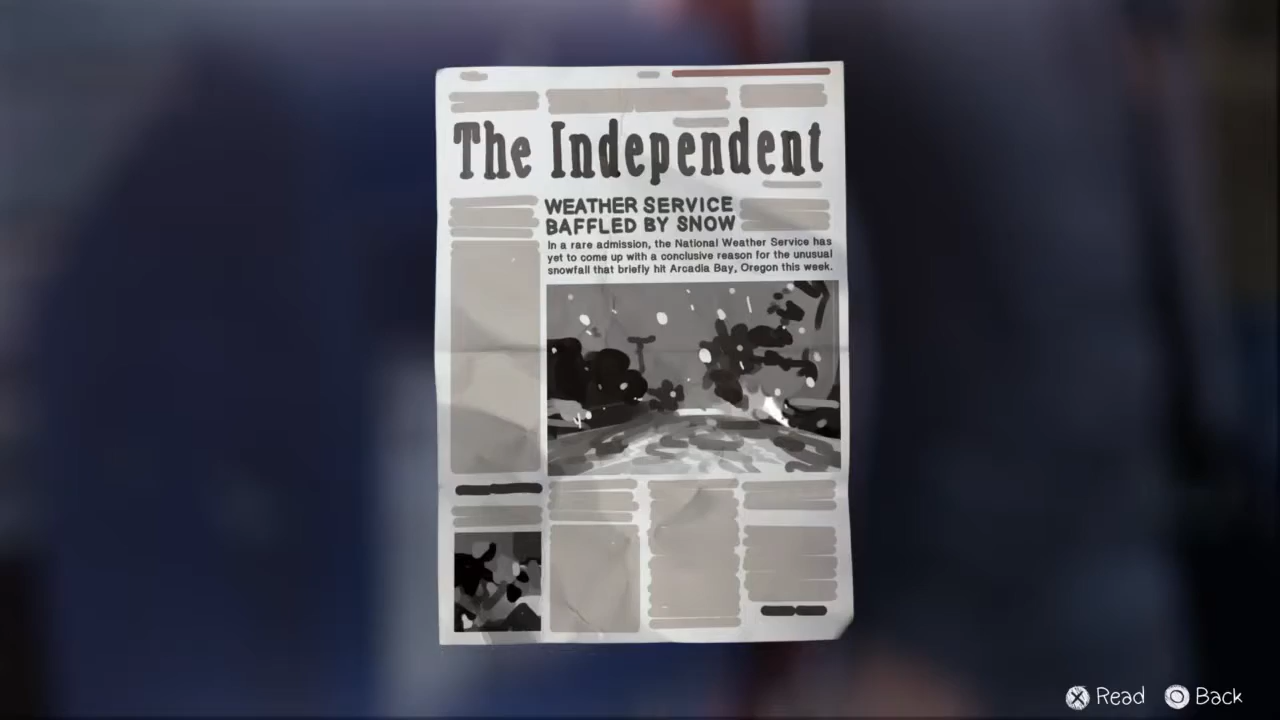 The Independent
WEATHER SERVICE
BAFFLED BY SNOW
In a rare admission, the National Weather Service has
yet to come up with a conclusive reason for the unusual
snowfall that briefly hit Arcadia Bay, Oregon this week.
Read Back